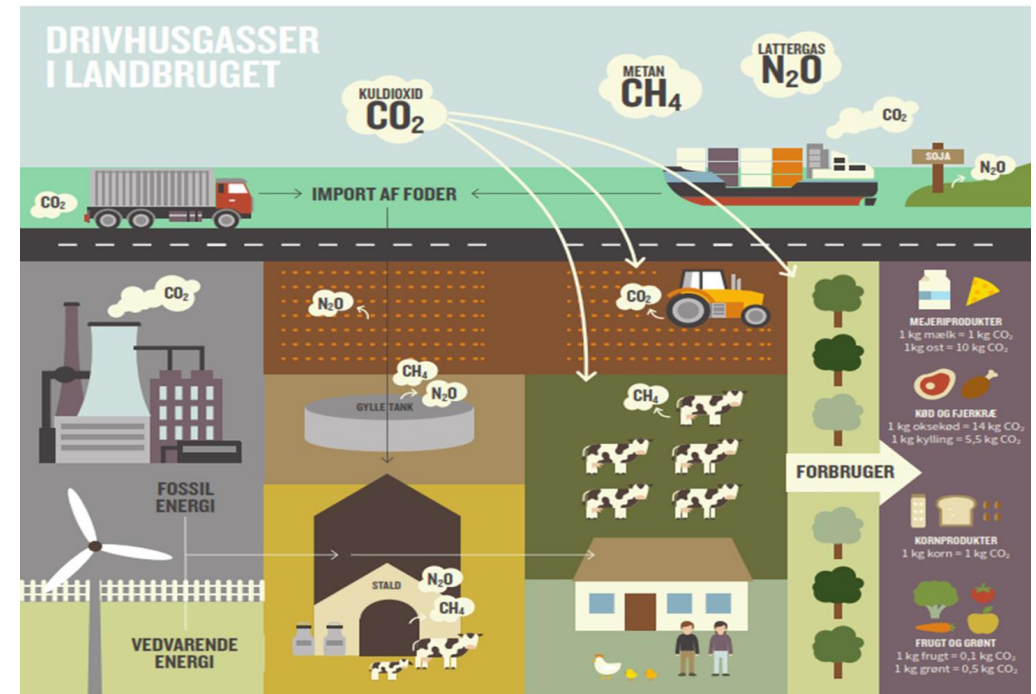 DRIVHUSGASSER
I LANDBRUGET
KULDIOXID
CO₂
METAN
CH₄
LATTERGAS
N₂O
CO₂
SOJA
N₂O
CO₂
IMPORT AF FODER
CO₂
N₂O
CO₂
CH₄
N₂O
GYLLE TANK
CH₄
FOSSIL
ENERGI
STALD
N₂O
CH₄
VEDVARENDE
ENERGI
FORBRUGER
MEJERIPRODUKTER
1 kg mælk = 1 kg CO₂
1kg ost = 10 kg CO₂
KØD OG FJERKRÆ
1 kg oksekød = 14 kg CO₂
1 kg kylling = 5,5 kg CO₂
KORNPRODUKTER
1 kg korn = 1 kg CO₂
FRUGT OG GRØNT
1 kg frugt = 0,1 kg CO₂
1 kg grønt = 0,5 kg CO₂